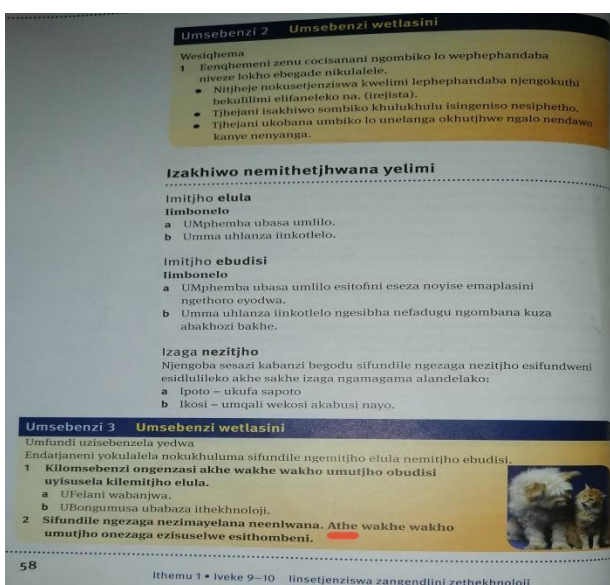 Umsebenzi 2 Umsebenzi wetlasini
Wesiqhema
1 Eenqhemeni zenu cocisanani ngombiko lo wephephandaba
niveze lokho ebegade nikulalele.
• Nitjheje nokusetjenziswa kwelimi lephephandaba njengokuthi
bekulilimi elifaneleko na. (irejista).
• Tjhejani isakhiwo sombiko khulukhulu isingeniso nesiphetho.
• Tjhejani ukobana umbiko lo unelanga okhutjhwe ngalo nendawo
kanye nenyanga.
Izakhiwo nemithetjhwana yelimi
Imitjho elula
Iimbonelo
a UMphemba ubasa umlilo.
b Umma uhlanza iinkotlelo.
Imitjho ebudisi
Iimbonelo
a UMphemba ubasa umlilo esitofini eseza noyise emaplasini
ngethoro eyodwa.
b Umma uhlanza iinkotlelo ngesibha nefadugu ngombana kuza
abakhozi bakhe.
Izaga nezitjho
Njengoba sesazi kabanzi begodu sifundile ngezaga nezitjho esifundweni
esidlulileko akhe sakhe izaga ngamagama alandelako:
a Ipoto – ukufa sapoto
b Ikosi – umqali wekosi akabusi nayo.
Umsebenzi 3 Umsebenzi wetlasini
Umfundi uzisebenzela yedwa
Endatjaneni yokulalela nokukhuluma sifundile ngemitjho elula nemitjho ebudisi.
1 Kilomsebenzi ongenzasi akhe wakhe wakho umutjho obudisi
uyisusela kilemitjho elula.
a UFelani wabanjwa.
b UBongumusa ubabaza ithekhnoloji.
2 Sifundile ngezaga nezimayelana neenlwana. Athe wakhe wakho
umutjho onezaga ezisuselwe esithombeni.
58
Ithemu 1 • Iveke 9–10 Iinsetjenziswa zangendlini zethekhnoloji